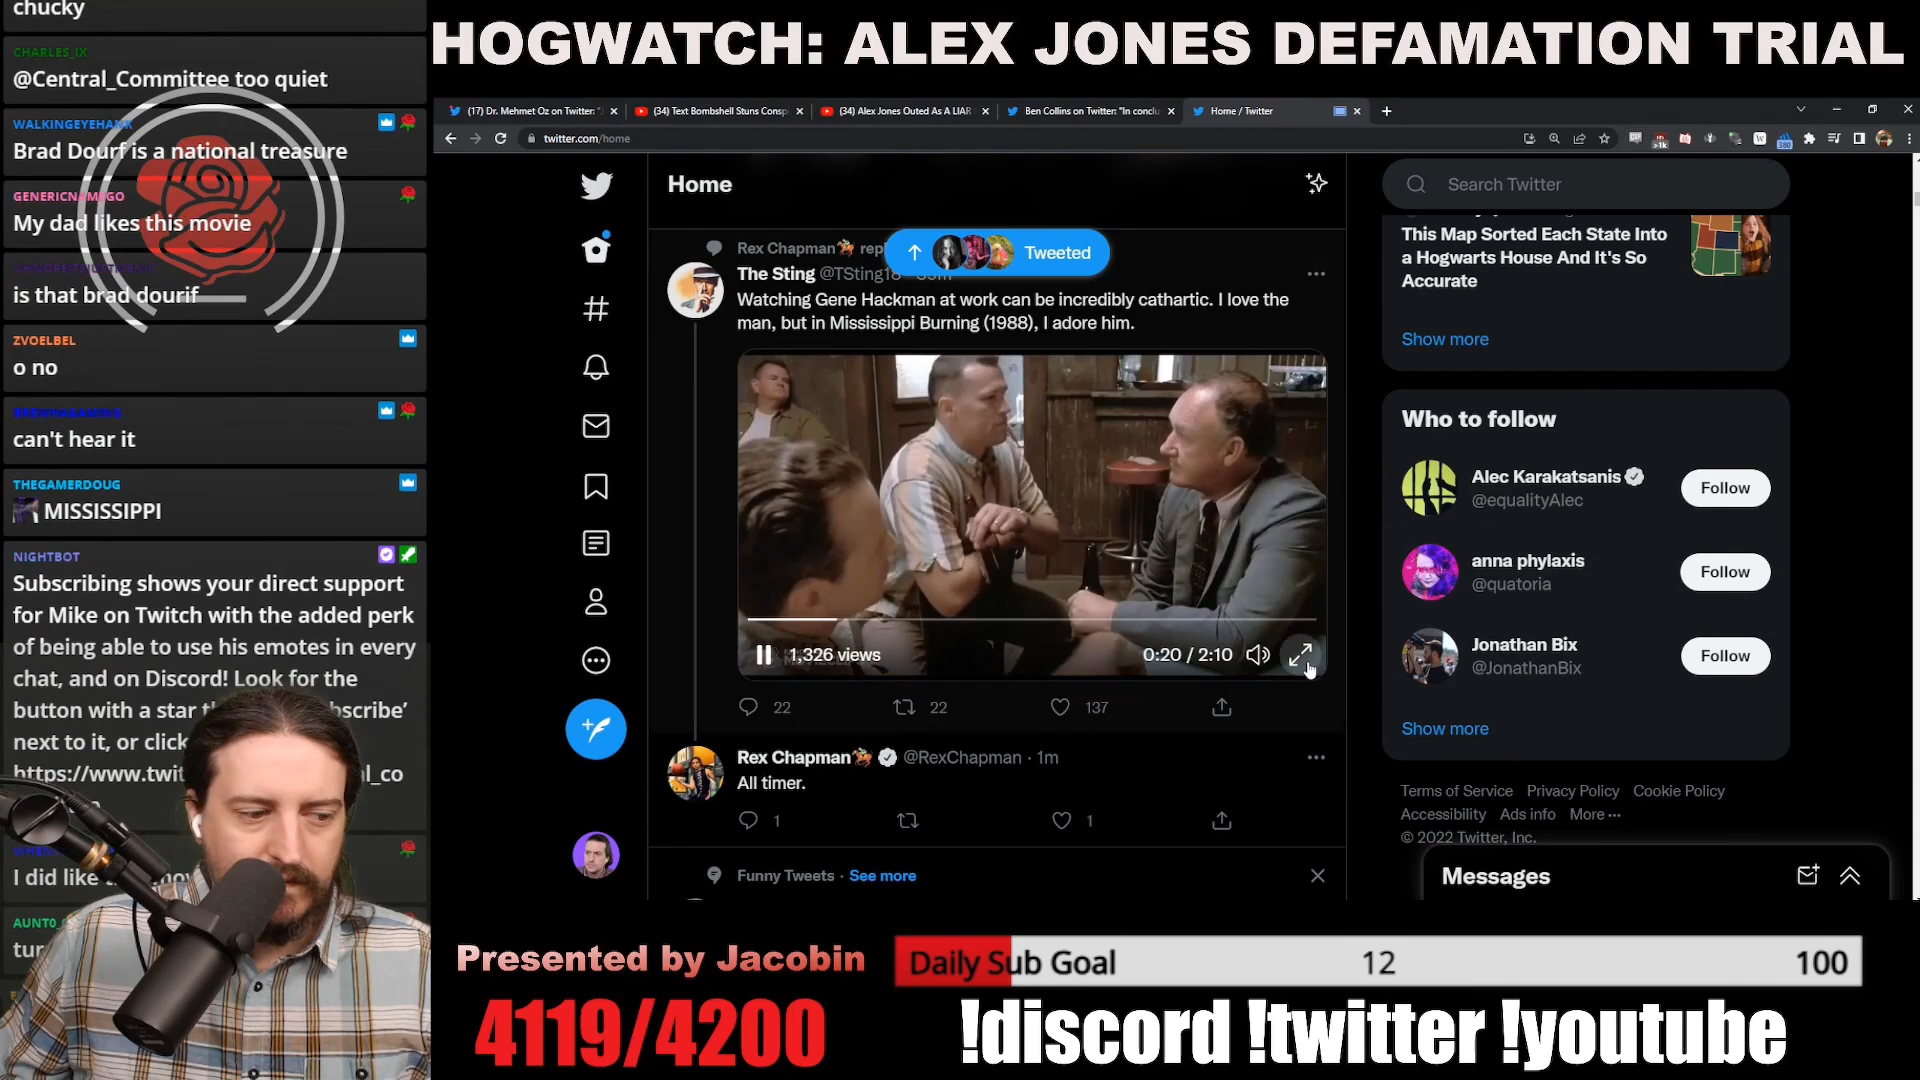 chucky
CHARLES_IX
@Central_Committee too quiet
WALKINGEYEHANK
Brad Dourf is a national treasure
My dad likes this movie
is that brad dourif
ZVOELBEL
o no
can't hear it
THEGAMERDOUG
MISSISSIPPI
NIGHTBOT
Subscribing shows your direct support
for Mike on Twitch with the added perk
of being able to use his emotes in every
chat, and on Discord! Look for the
button with a star
next to it, or click
I did like
HOGWATCH: ALEX JONES DEFAMATION TRIAL
(17) Dr. Mehmet Oz on Twitter: "
(34) Text Bombshell Stuns Consp
(34) Alex Jones Outed As A LIAR
Ben Collins on Twitter: "In conclu
Home / Twitter
twitter.com/home
Home
Rex Chapman
Tweeted
The Sting @TSting18
Watching Gene Hackman at work can be incredibly cathartic. I love the
man, but in Mississippi Burning (1988), I adore him.
1,326 views
0:20 / 2:10
22
22
137
Rex Chapman @RexChapman · 1m
All timer.
1
1
Funny Tweets · See more
Search Twitter
This Map Sorted Each State Into
a Hogwarts House And It's So
Accurate
Show more
Who to follow
Alec Karakatsanis
@equalityAlec
Follow
anna phylaxis
@quatoria
Follow
Jonathan Bix
@JonathanBix
Follow
Show more
Terms of Service Privacy Policy Cookie Policy
Accessibility Ads info More ···
© 2022 Twitter, Inc.
Messages
Presented by Jacobin
4119/4200
Daily Sub Goal 12 100
!discord !twitter !youtube